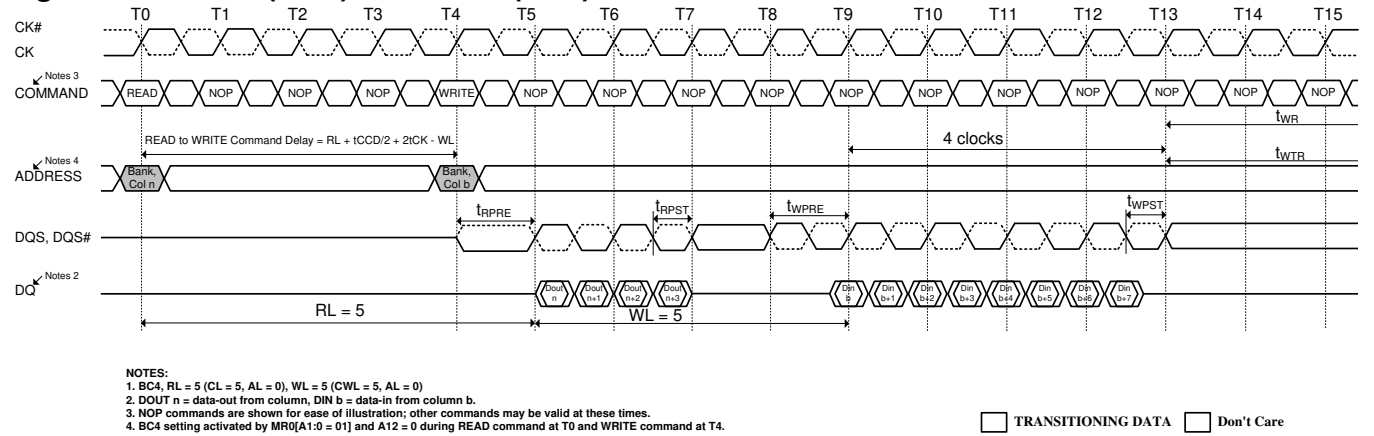 T0 T1 T2 T3 T4 T5 T6 T7 T8 T9 T10 T11 T12 T13 T14 T15
CK#
CK
Notes 3
COMMAND READ NOP NOP NOP WRITE NOP NOP NOP NOP NOP NOP NOP NOP NOP NOP NOP
tWR
READ to WRITE Command Delay = RL + tCCD/2 + 2tCK - WL
4 clocks
tWTR
Notes 4
ADDRESS
Bank, Col n
Bank, Col b
tRPRE tRPST tWPRE tWPST
DQS, DQS#
Notes 2
DQ
Dout n
Dout n+1
Dout n+2
Dout n+3
Din b
Din b+1
Din b+2
Din b+3
Din b+4
Din b+5
Din b+6
Din b+7
RL = 5
WL = 5
NOTES:
1. BC4, RL = 5 (CL = 5, AL = 0), WL = 5 (CWL = 5, AL = 0)
2. DOUT n = data-out from column, DIN b = data-in from column b.
3. NOP commands are shown for ease of illustration; other commands may be valid at these times.
4. BC4 setting activated by MR0[A1:0 = 01] and A12 = 0 during READ command at T0 and WRITE command at T4.
TRANSITIONING DATA Don't Care